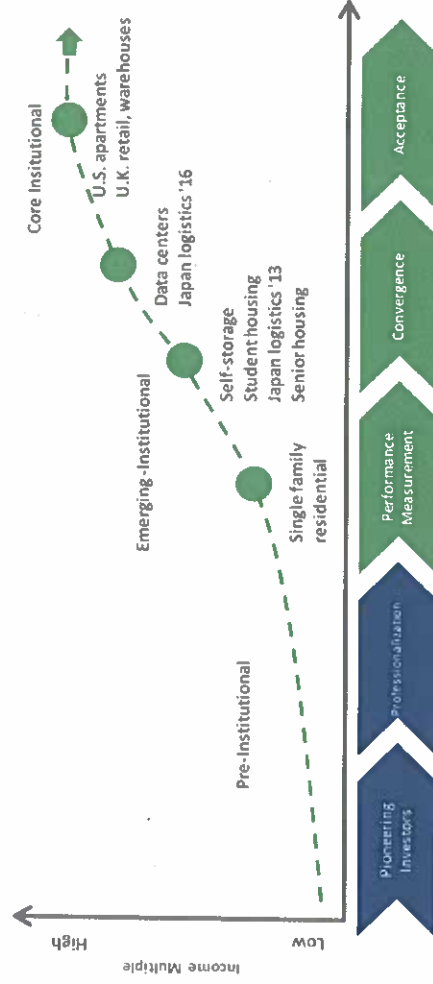 Income Multiple
High
Low
Pre-Institutional
Emerging-Institutional
Core Insitutional
Single family
residential
Self-storage
Student housing
Japan logistics '13
Senior housing
Data centers
Japan logistics '16
U.S. apartments
U.K. retail, warehouses
Pioneering
Investors
Professionalization
Performance
Measurement
Convergence
Acceptance